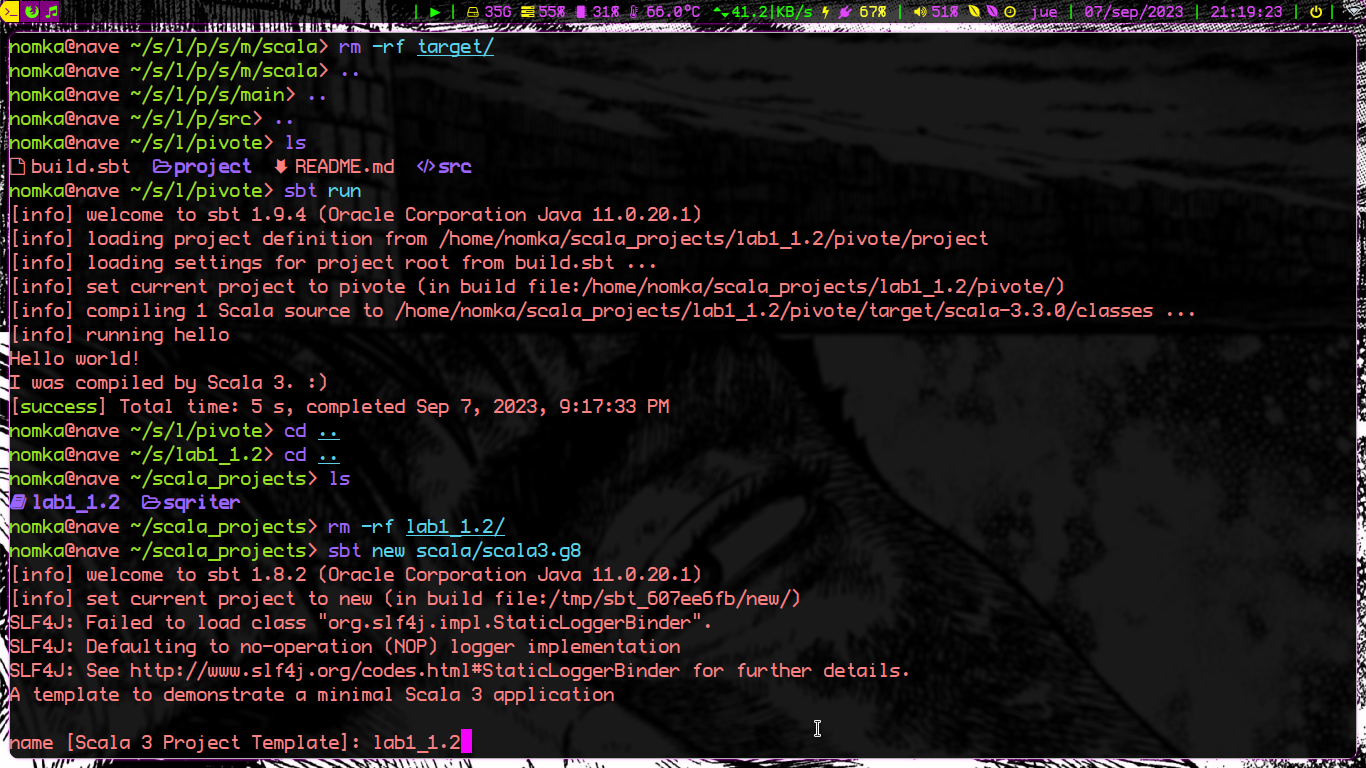 | ▶ | 35G 55% 31% 66.0°C 41.2|KB/s 67% | 51% jue | 07/sep/2023 | 21:19:23 | |
nomka@nave ~/s/l/p/s/m/scala> rm -rf target/
nomka@nave ~/s/l/p/s/m/scala> ..
nomka@nave ~/s/l/p/s/main> ..
nomka@nave ~/s/l/p/src> ..
nomka@nave ~/s/l/pivote> ls
build.sbt project README.md src
nomka@nave ~/s/l/pivote> sbt run
[info] welcome to sbt 1.9.4 (Oracle Corporation Java 11.0.20.1)
[info] loading project definition from /home/nomka/scala_projects/lab1_1.2/pivote/project
[info] loading settings for project root from build.sbt ...
[info] set current project to pivote (in build file:/home/nomka/scala_projects/lab1_1.2/pivote/)
[info] compiling 1 Scala source to /home/nomka/scala_projects/lab1_1.2/pivote/target/scala-3.3.0/classes ...
[info] running hello
Hello world!
I was compiled by Scala 3. :)
[success] Total time: 5 s, completed Sep 7, 2023, 9:17:33 PM
nomka@nave ~/s/l/pivote> cd ..
nomka@nave ~/s/lab1_1.2> cd ..
nomka@nave ~/scala_projects> ls
lab1_1.2 sqriter
nomka@nave ~/scala_projects> rm -rf lab1_1.2/
nomka@nave ~/scala_projects> sbt new scala/scala3.g8
[info] welcome to sbt 1.8.2 (Oracle Corporation Java 11.0.20.1)
[info] set current project to new (in build file:/tmp/sbt_607ee6fb/new/)
SLF4J: Failed to load class "org.slf4j.impl.StaticLoggerBinder".
SLF4J: Defaulting to no-operation (NOP) logger implementation
SLF4J: See http://www.slf4j.org/codes.html#StaticLoggerBinder for further details.
A template to demonstrate a minimal Scala 3 application
name [Scala 3 Project Template]: lab1_1.2